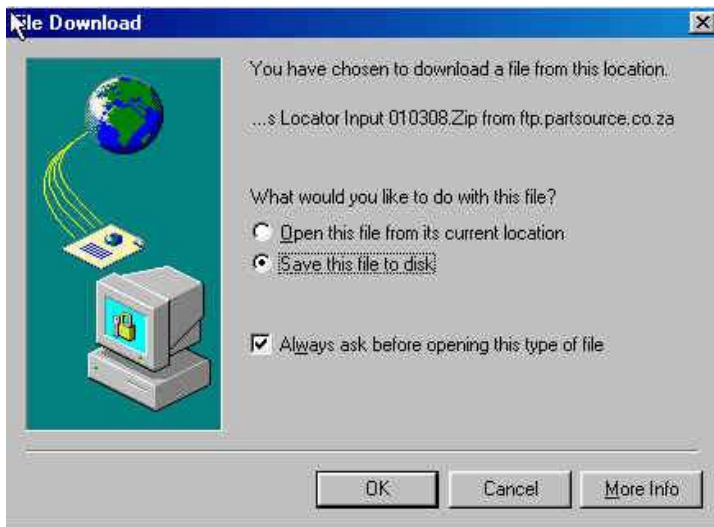 File Download
You have chosen to download a file from this location.
...s Locator Input 010308.Zip from ftp.partsource.co.za
What would you like to do with this file?
Open this file from its current location
Save this file to disk
Always ask before opening this type of file
OK
Cancel
More Info